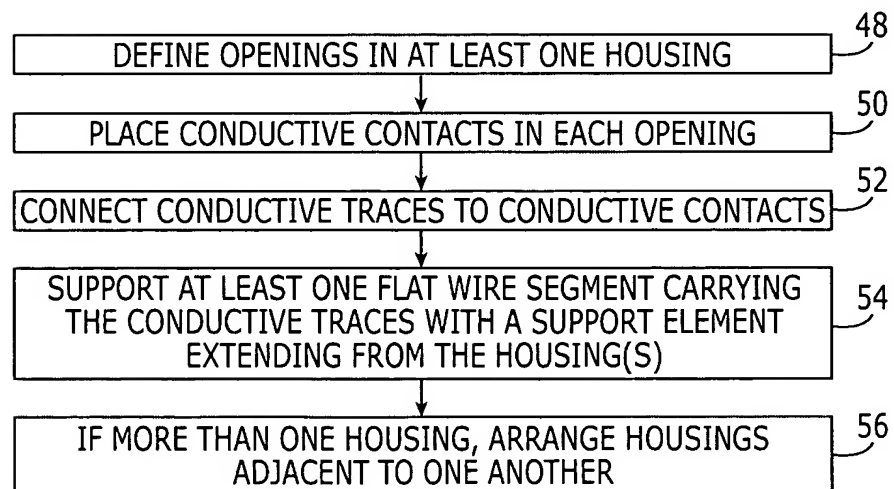 48
DEFINE OPENINGS IN AT LEAST ONE HOUSING
50
PLACE CONDUCTIVE CONTACTS IN EACH OPENING
52
CONNECT CONDUCTIVE TRACES TO CONDUCTIVE CONTACTS
54
SUPPORT AT LEAST ONE FLAT WIRE SEGMENT CARRYING
THE CONDUCTIVE TRACES WITH A SUPPORT ELEMENT
EXTENDING FROM THE HOUSING(S)
56
IF MORE THAN ONE HOUSING, ARRANGE HOUSINGS
ADJACENT TO ONE ANOTHER